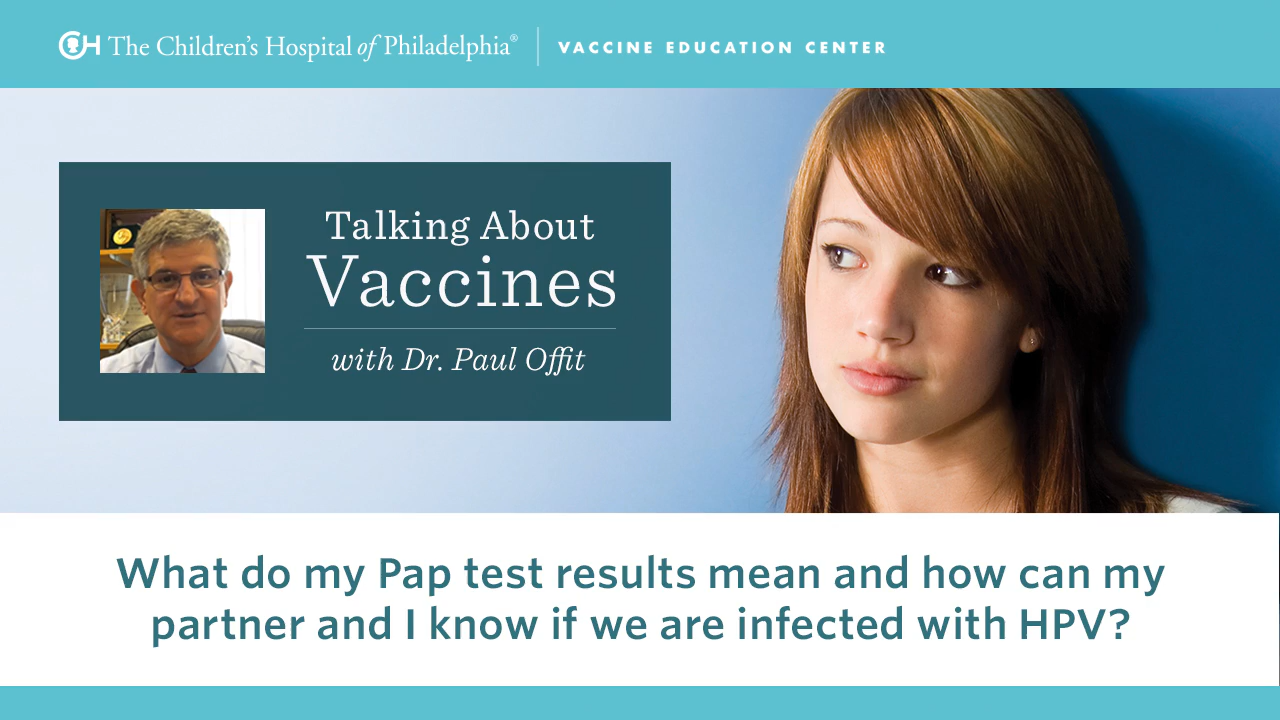 CH The Children's Hospital of Philadelphia® VACCINE EDUCATION CENTER
Talking About
Vaccines
with Dr. Paul Offit
What do my Pap test results mean and how can my
partner and I know if we are infected with HPV?